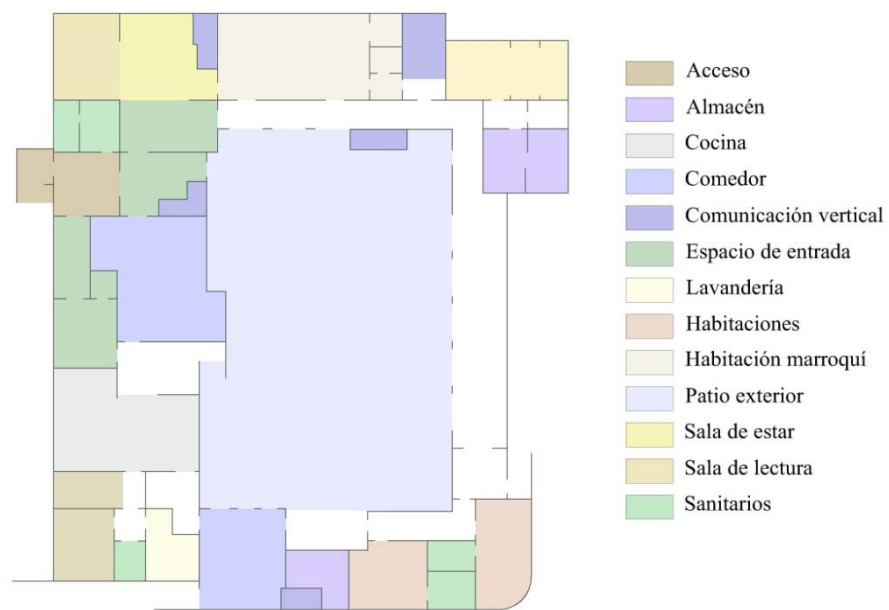 Acceso
Almacén
Cocina
Comedor
Comunicación vertical
Espacio de entrada
Lavandería
Habitaciones
Habitación marroquí
Patio exterior
Sala de estar
Sala de lectura
Sanitarios